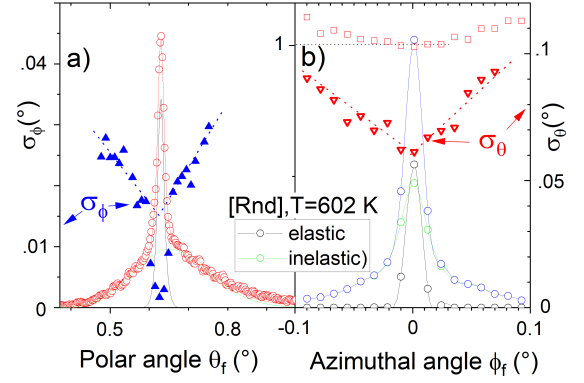 a)
b)
.04
.01
0
σϕ(°)
σϕ
0.5
0.8
Polar angle θf (°)
1
[Rnd],T=602 K
elastic
inelastic)
σθ
.1
.05
0
σθ(°)
-0.1
0
0.1
Azimuthal angle ϕf (°)